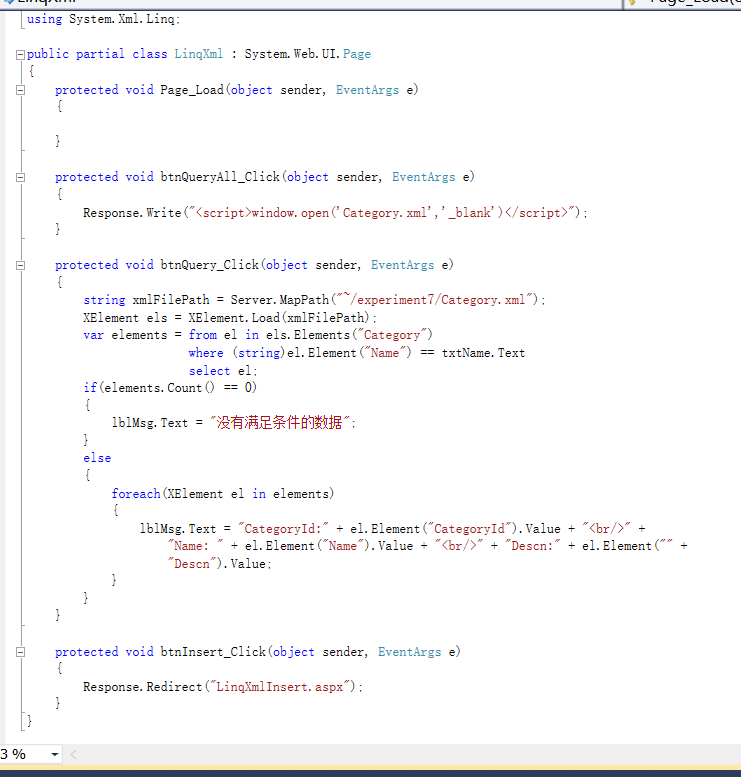 using System.Xml.Linq;
public partial class LinqXml : System.Web.UI.Page
{
    protected void Page_Load(object sender, EventArgs e)
    {
    }
    protected void btnQueryAll_Click(object sender, EventArgs e)
    {
        Response.Write("<script>window.open('Category.xml','_blank')</script>");
    }
    protected void btnQuery_Click(object sender, EventArgs e)
    {
        string xmlFilePath = Server.MapPath("~/experiment7/Category.xml");
        XElement els = XElement.Load(xmlFilePath);
        var elements = from el in els.Elements("Category")
                       where (string)el.Element("Name") == txtName.Text
                       select el;
        if(elements.Count() == 0)
        {
            lblMsg.Text = "没有满足条件的数据";
        }
        else
        {
            foreach(XElement el in elements)
            {
                lblMsg.Text = "CategoryId:" + el.Element("CategoryId").Value + "<br/>" +
                    "Name: " + el.Element("Name").Value + "<br/>" + "Descn:" + el.Element("" +
                    "Descn").Value;
            }
        }
    }
    protected void btnInsert_Click(object sender, EventArgs e)
    {
        Response.Redirect("LinqXmlInsert.aspx");
    }
}
3 %